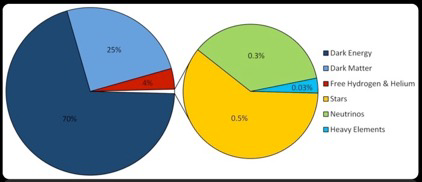 25%
4%
70%
0.3%
0.03%
0.5%
Dark Energy
Dark Matter
Free Hydrogen & Helium
Stars
Neutrinos
Heavy Elements